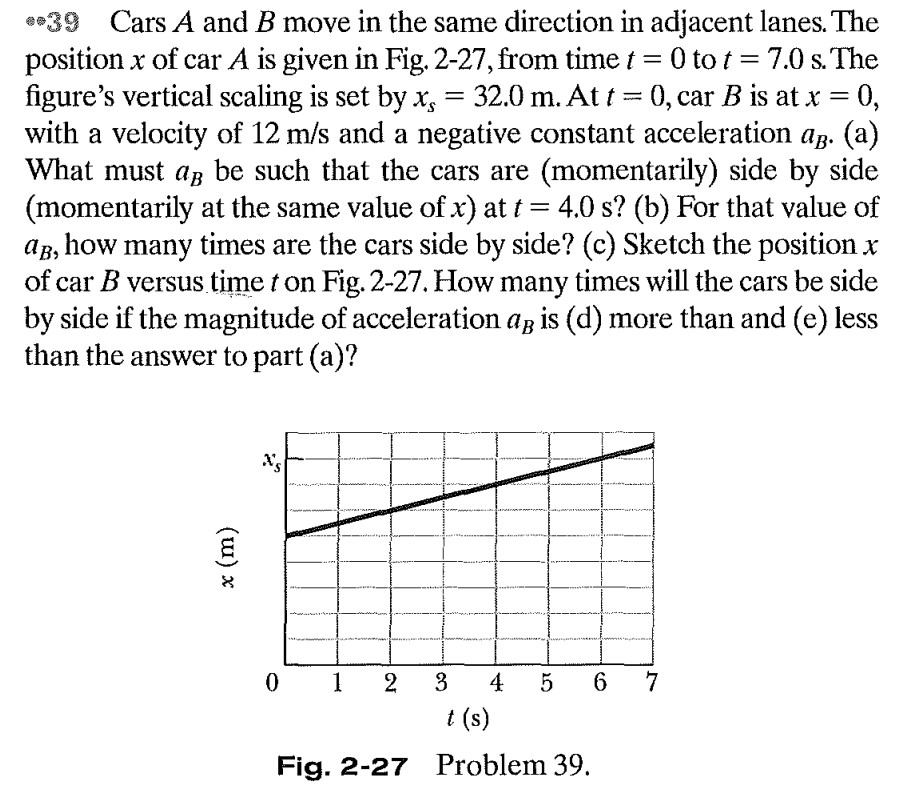 ••39 Cars A and B move in the same direction in adjacent lanes. The
position x of car A is given in Fig. 2-27, from time t = 0 to t = 7.0 s. The
figure's vertical scaling is set by xₛ = 32.0 m. At t = 0, car B is at x = 0,
with a velocity of 12 m/s and a negative constant acceleration a_B. (a)
What must a_B be such that the cars are (momentarily) side by side
(momentarily at the same value of x) at t = 4.0 s? (b) For that value of
a_B, how many times are the cars side by side? (c) Sketch the position x
of car B versus time t on Fig. 2-27. How many times will the cars be side
by side if the magnitude of acceleration a_B is (d) more than and (e) less
than the answer to part (a)?
xₛ
x (m)
0 1 2 3 4 5 6 7
t (s)
Fig. 2-27 Problem 39.